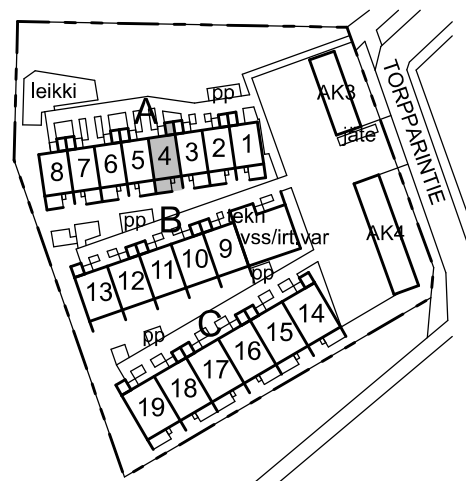 leikki
A
pp
AK3
jäte
TORPPARINTIE
8 7 6 5 4 3 2 1
pp
B
tekn
vss/irt.var
AK4
13 12 11 10 9
pp
C
pp
19 18 17 16 15 14